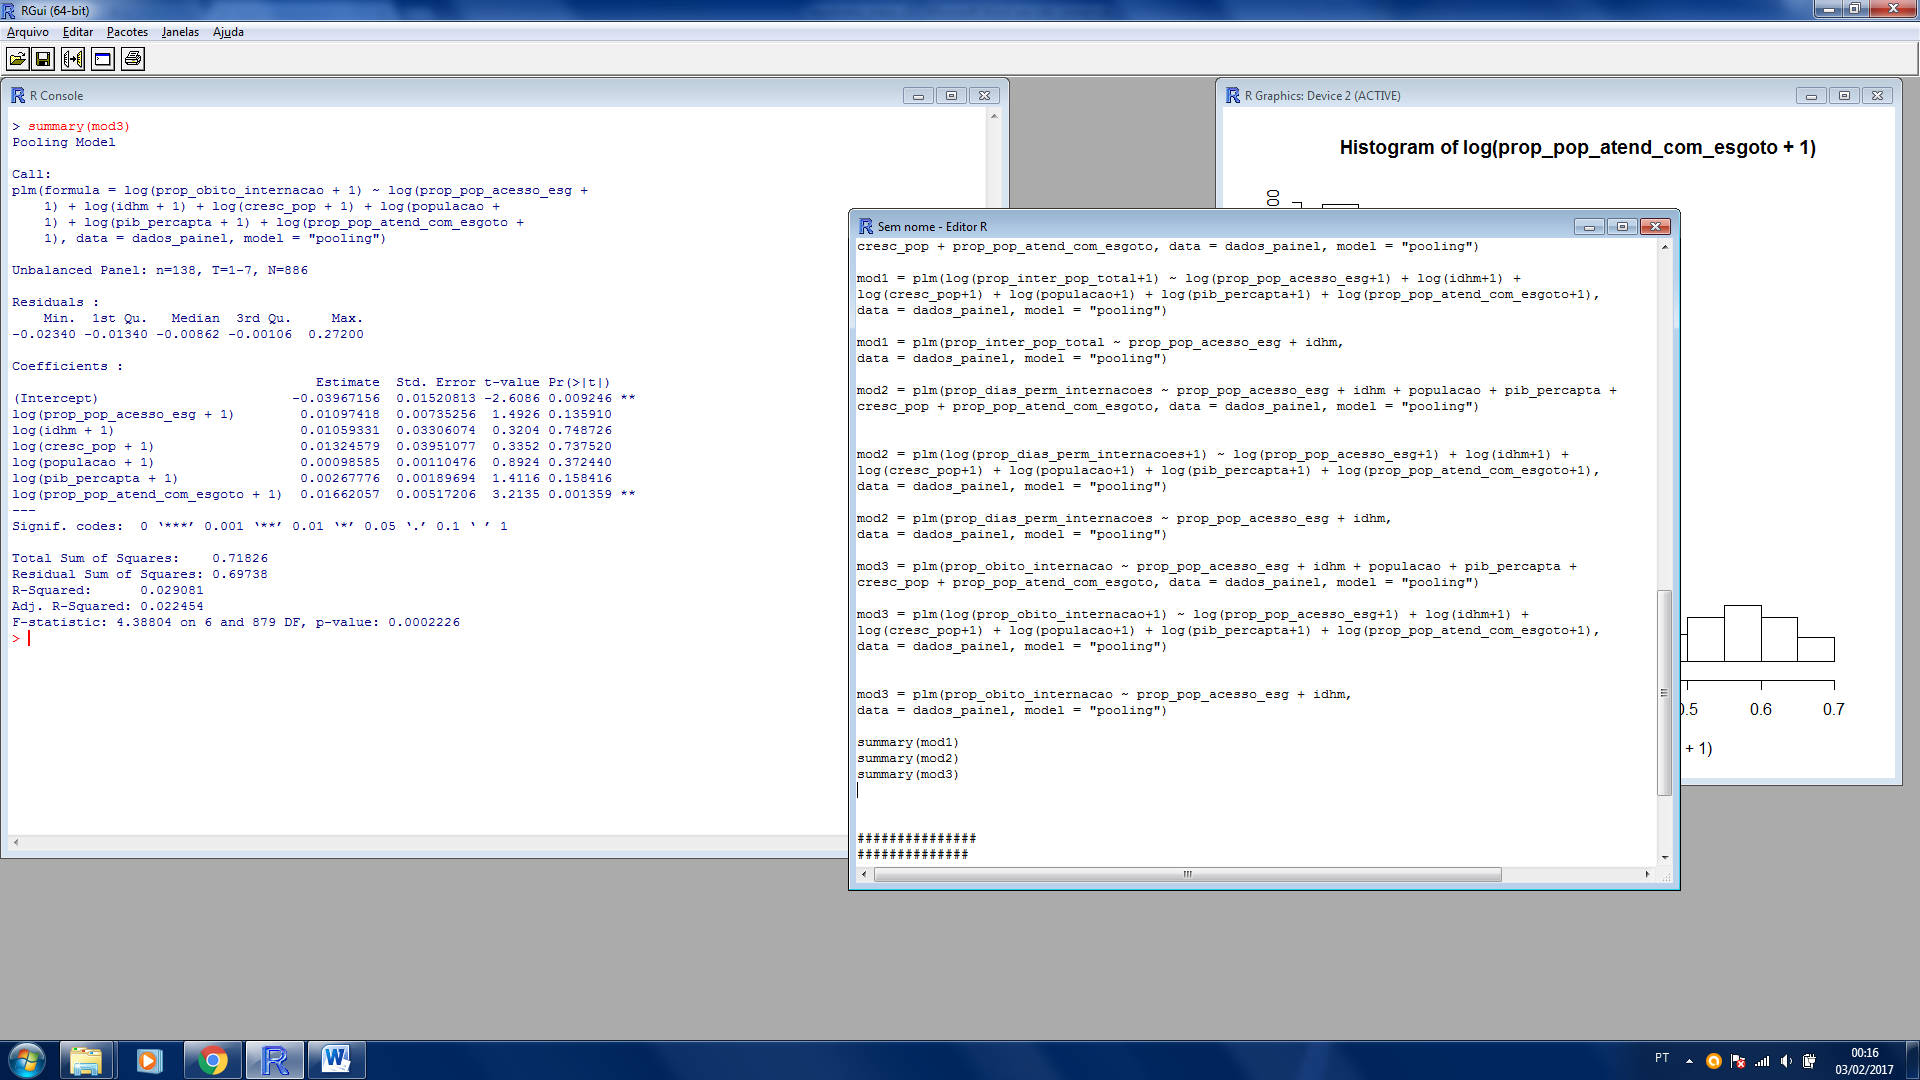 RGui (64-bit)
Arquivo Editar Pacotes Janelas Ajuda
R Console
> summary(mod3)
Pooling Model
Call:
plm(formula = log(prop_obito_internacao + 1) ~ log(prop_pop_acesso_esg +
1) + log(idhm + 1) + log(cresc_pop + 1) + log(populacao +
1) + log(pib_percapta + 1) + log(prop_pop_atend_com_esgoto +
1), data = dados_painel, model = "pooling")
Unbalanced Panel: n=138, T=1-7, N=886
Residuals :
Min. 1st Qu. Median 3rd Qu. Max.
-0.02340 -0.01340 -0.00862 -0.00106 0.27200
Coefficients :
Estimate Std. Error t-value Pr(>|t|)
(Intercept) -0.03967156 0.01520813 -2.6086 0.009246 **
log(prop_pop_acesso_esg + 1) 0.01097418 0.00735256 1.4926 0.135910
log(idhm + 1) 0.01059331 0.03306074 0.3204 0.748726
log(cresc_pop + 1) 0.01324579 0.03951077 0.3352 0.737520
log(populacao + 1) 0.00098585 0.00110476 0.8924 0.372440
log(pib_percapta + 1) 0.00267776 0.00189694 1.4116 0.158416
log(prop_pop_atend_com_esgoto + 1) 0.01662057 0.00517206 3.2135 0.001359 **
---
Signif. codes: 0 ‘***’ 0.001 ‘**’ 0.01 ‘*’ 0.05 ‘.’ 0.1 ‘ ’ 1
Total Sum of Squares: 0.71826
Residual Sum of Squares: 0.69738
R-Squared: 0.029081
Adj. R-Squared: 0.022454
F-statistic: 4.38804 on 6 and 879 DF, p-value: 0.0002226
>
R Graphics: Device 2 (ACTIVE)
Histogram of log(prop_pop_atend_com_esgoto + 1)
00
0.5 0.6 0.7
+ 1)
Sem nome - Editor R
cresc_pop + prop_pop_atend_com_esgoto, data = dados_painel, model = "pooling")
mod1 = plm(log(prop_inter_pop_total+1) ~ log(prop_pop_acesso_esg+1) + log(idhm+1) +
log(cresc_pop+1) + log(populacao+1) + log(pib_percapta+1) + log(prop_pop_atend_com_esgoto+1),
data = dados_painel, model = "pooling")
mod1 = plm(prop_inter_pop_total ~ prop_pop_acesso_esg + idhm,
data = dados_painel, model = "pooling")
mod2 = plm(prop_dias_perm_internacoes ~ prop_pop_acesso_esg + idhm + populacao + pib_percapta +
cresc_pop + prop_pop_atend_com_esgoto, data = dados_painel, model = "pooling")
mod2 = plm(log(prop_dias_perm_internacoes+1) ~ log(prop_pop_acesso_esg+1) + log(idhm+1) +
log(cresc_pop+1) + log(populacao+1) + log(pib_percapta+1) + log(prop_pop_atend_com_esgoto+1),
data = dados_painel, model = "pooling")
mod2 = plm(prop_dias_perm_internacoes ~ prop_pop_acesso_esg + idhm,
data = dados_painel, model = "pooling")
mod3 = plm(prop_obito_internacao ~ prop_pop_acesso_esg + idhm + populacao + pib_percapta +
cresc_pop + prop_pop_atend_com_esgoto, data = dados_painel, model = "pooling")
mod3 = plm(log(prop_obito_internacao+1) ~ log(prop_pop_acesso_esg+1) + log(idhm+1) +
log(cresc_pop+1) + log(populacao+1) + log(pib_percapta+1) + log(prop_pop_atend_com_esgoto+1),
data = dados_painel, model = "pooling")
mod3 = plm(prop_obito_internacao ~ prop_pop_acesso_esg + idhm,
data = dados_painel, model = "pooling")
summary(mod1)
summary(mod2)
summary(mod3)
###############
##############
PT
00:16
03/02/2017